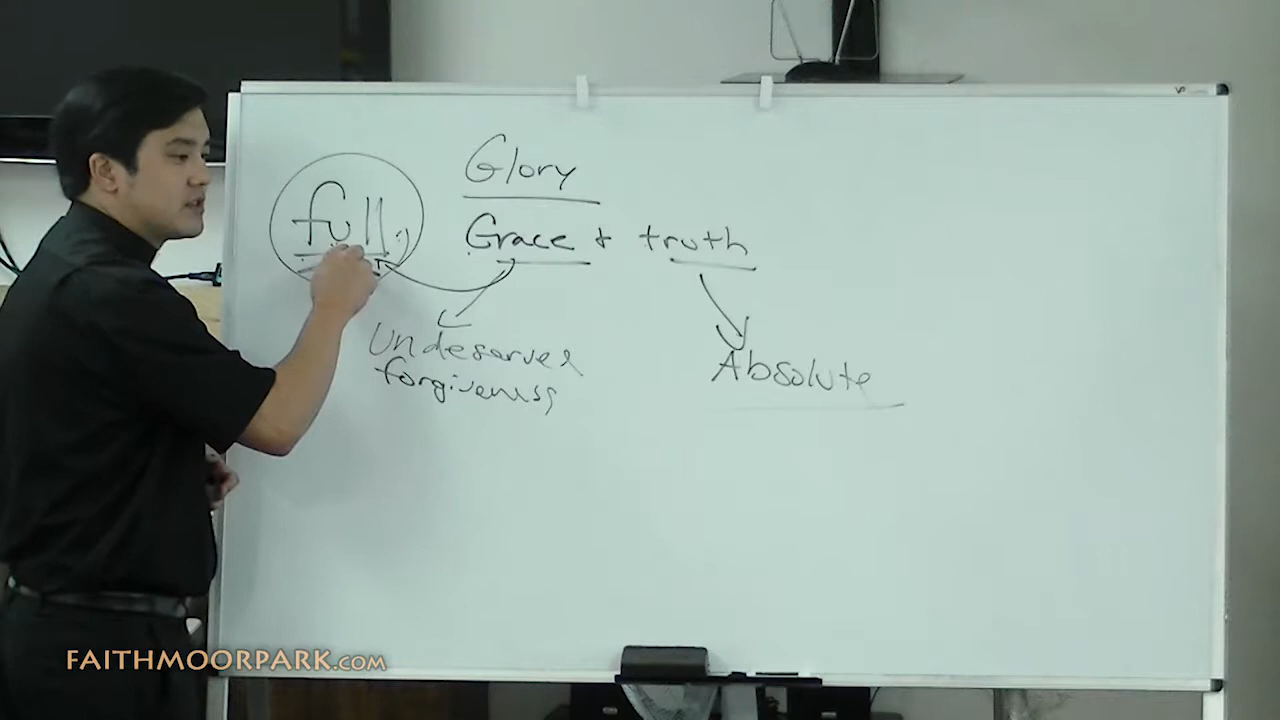 full
Glory
Grace + truth
Undeserved
forgiveness
Absolute
FAITHMOORPARK.COM